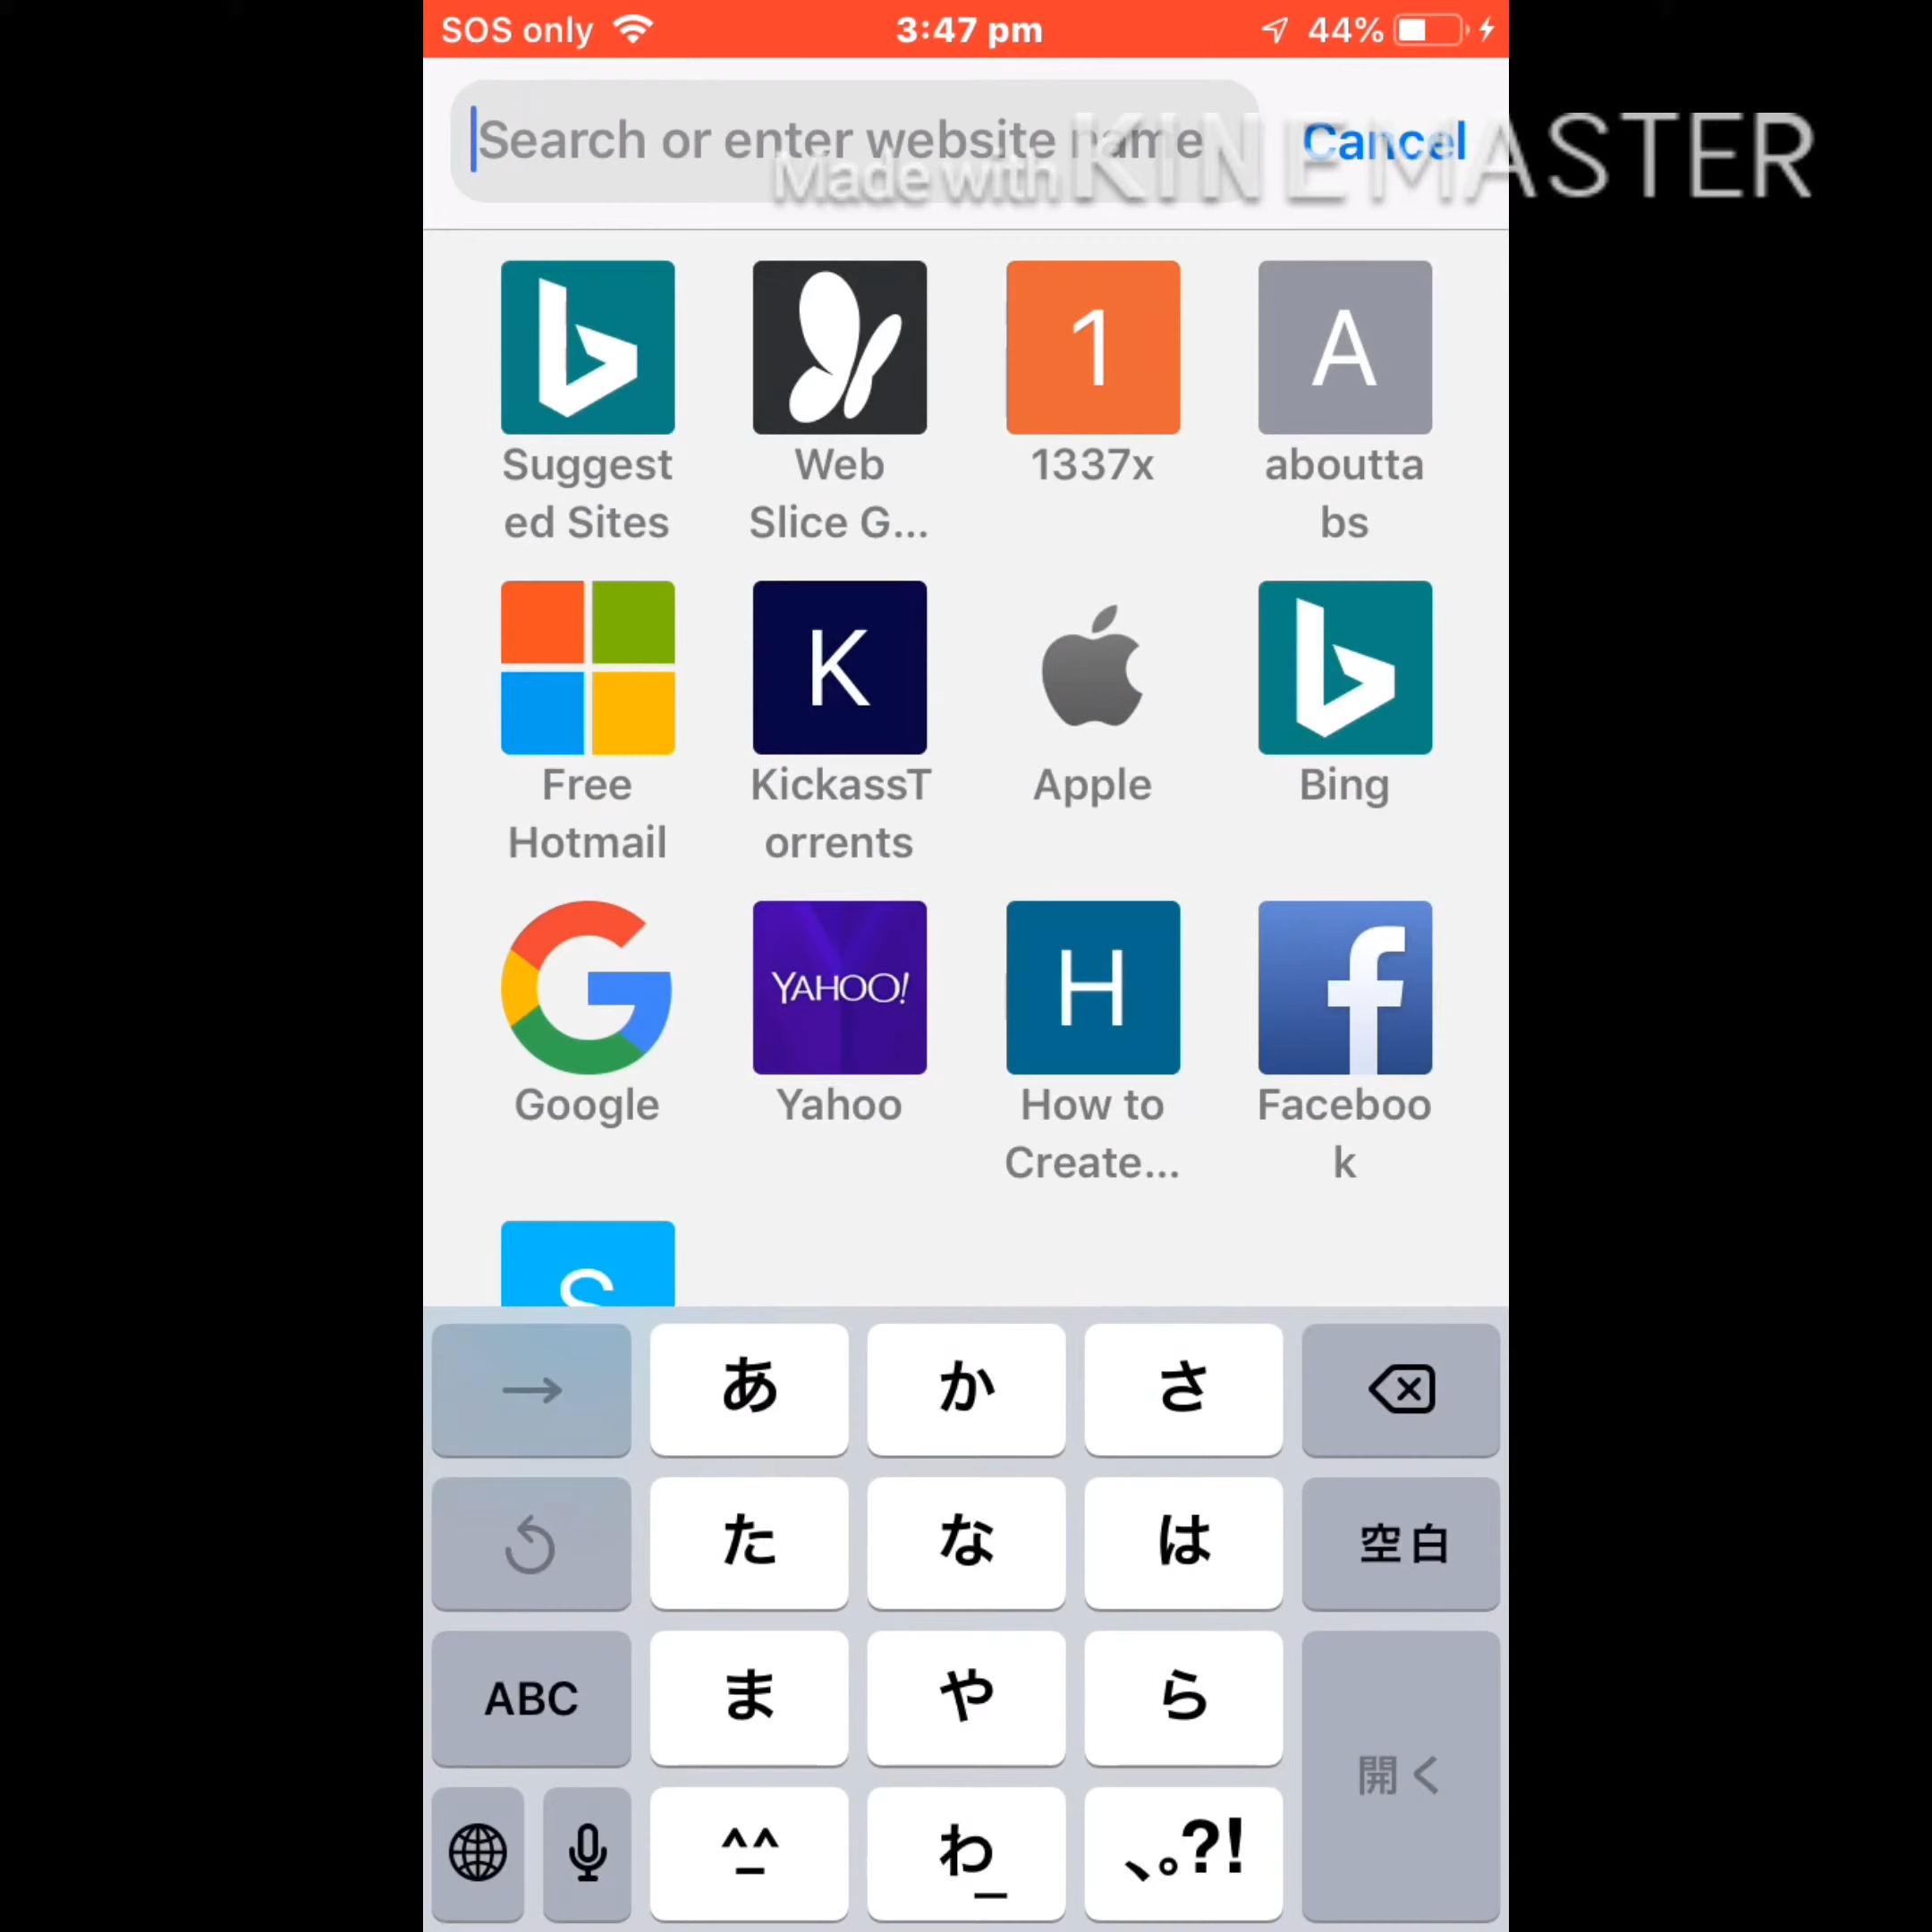 SOS only 3:47 pm 44%
Search or enter website name Cancel
Made with KINEMASTER
b 1 A
Suggest Web 1337x aboutta
ed Sites Slice G... bs
K b
Free KickassT Apple Bing
Hotmail orrents
G YAHOO! H f
Google Yahoo How to Faceboo
Create... k
S
→ あ か さ
た な は 空白
ABC ま や ら
開く
^_^ わ_ 、。?!